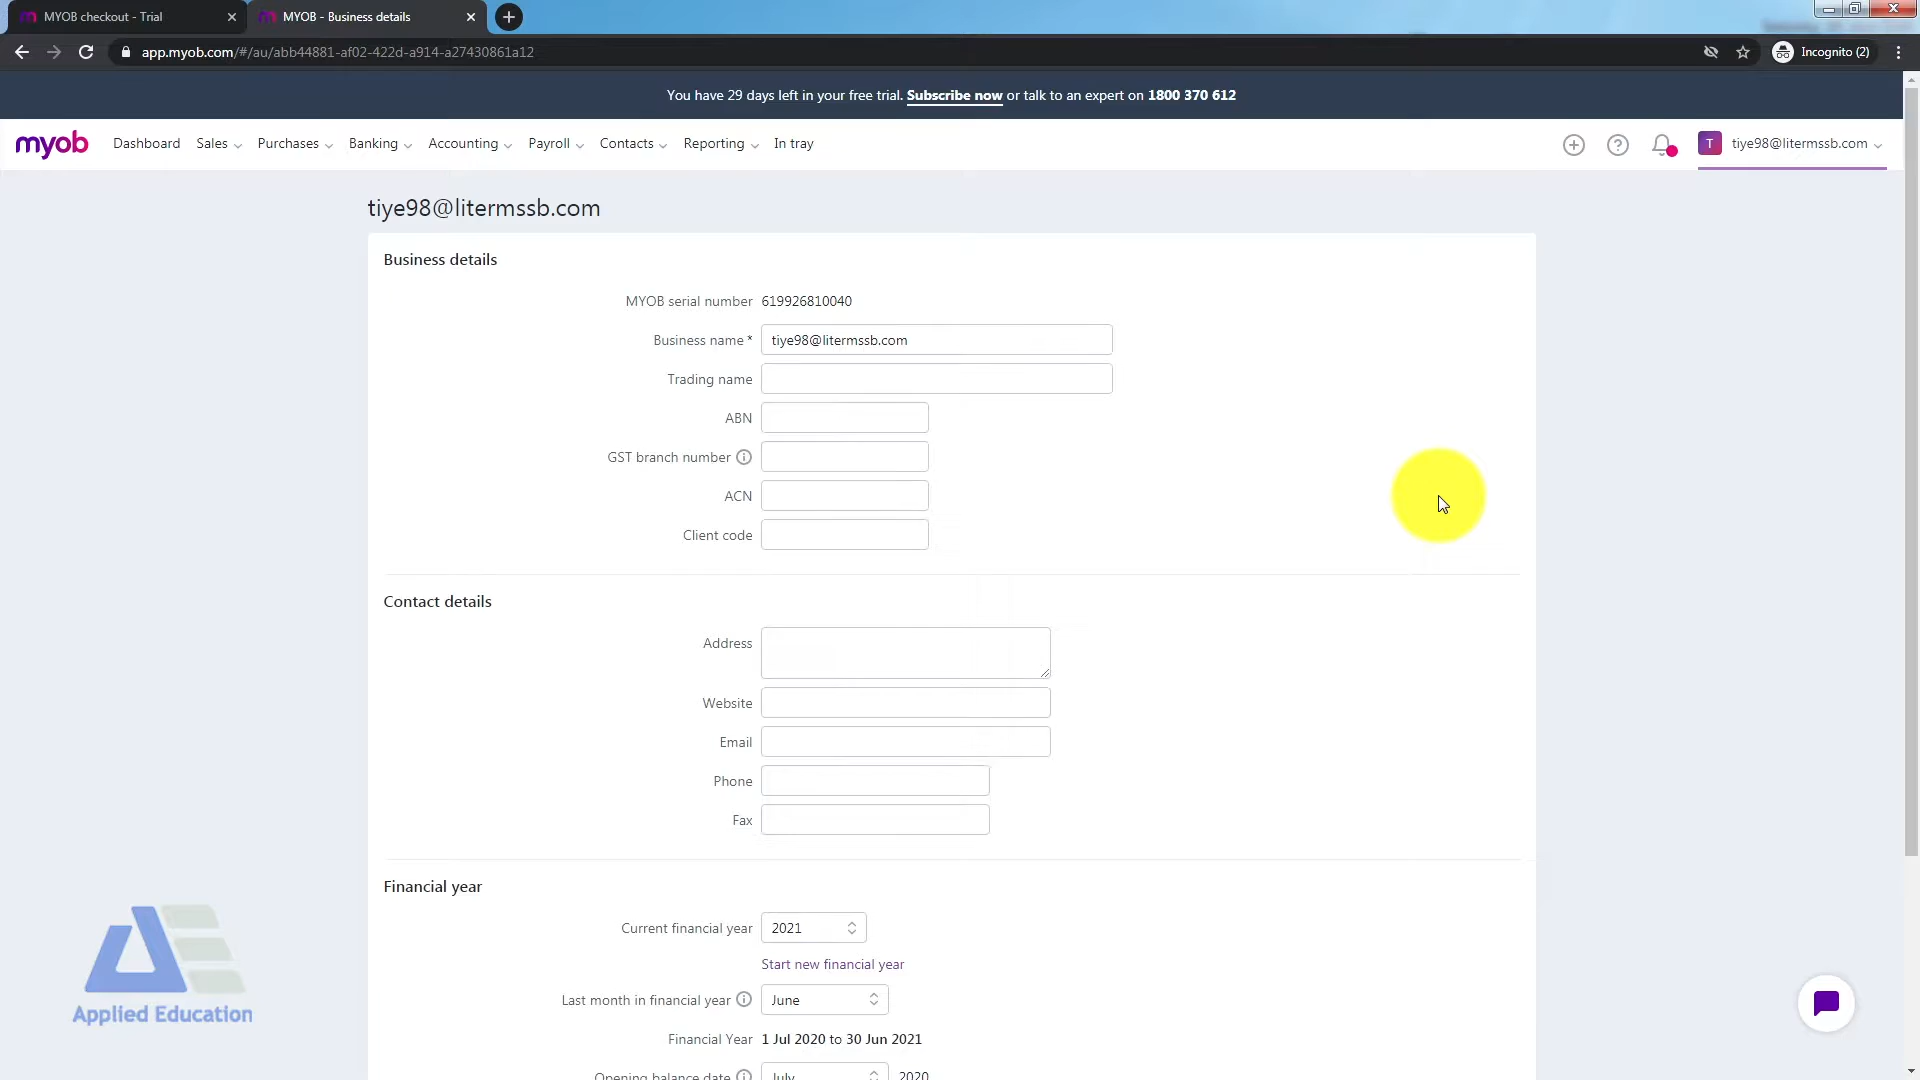 MYOB checkout - Trial
MYOB - Business details
app.myob.com/#/au/abb44881-af02-422d-a914-a27430861a12
Incognito (2)
You have 29 days left in your free trial. Subscribe now or talk to an expert on 1800 370 612
myob Dashboard Sales Purchases Banking Accounting Payroll Contacts Reporting In tray
T tiye98@litermssb.com
tiye98@litermssb.com
Business details
MYOB serial number 619926810040
Business name * tiye98@litermssb.com
Trading name
ABN
GST branch number
ACN
Client code
Contact details
Address
Website
Email
Phone
Fax
Financial year
Current financial year 2021
Start new financial year
Last month in financial year June
Financial Year 1 Jul 2020 to 30 Jun 2021
Opening balance date July 2020
Applied Education